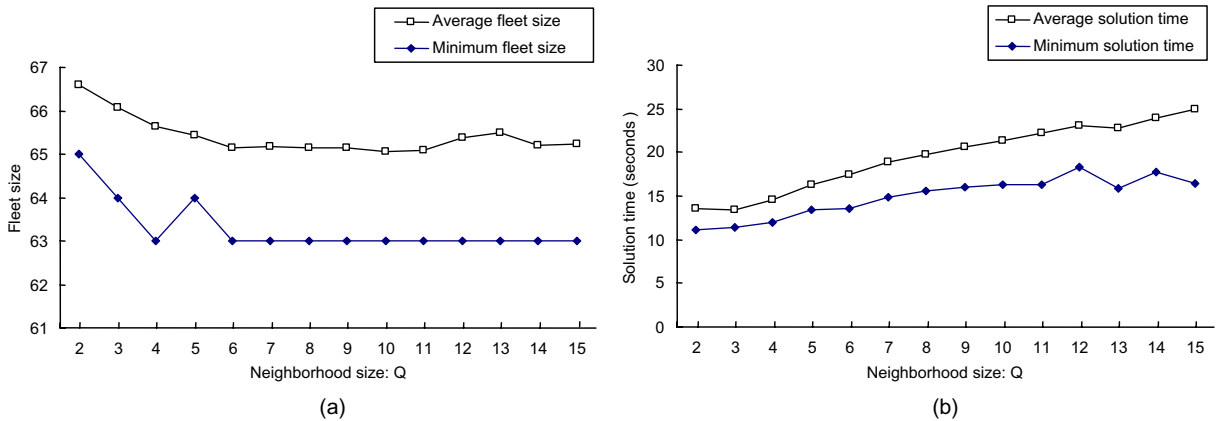 Average fleet size
Minimum fleet size
67
66
65
64
63
62
61
Fleet size
2 3 4 5 6 7 8 9 10 11 12 13 14 15
Neighborhood size: Q
(a)
Average solution time
Minimum solution time
30
25
20
15
10
5
0
Solution time (seconds )
2 3 4 5 6 7 8 9 10 11 12 13 14 15
Neighborhood size: Q
(b)